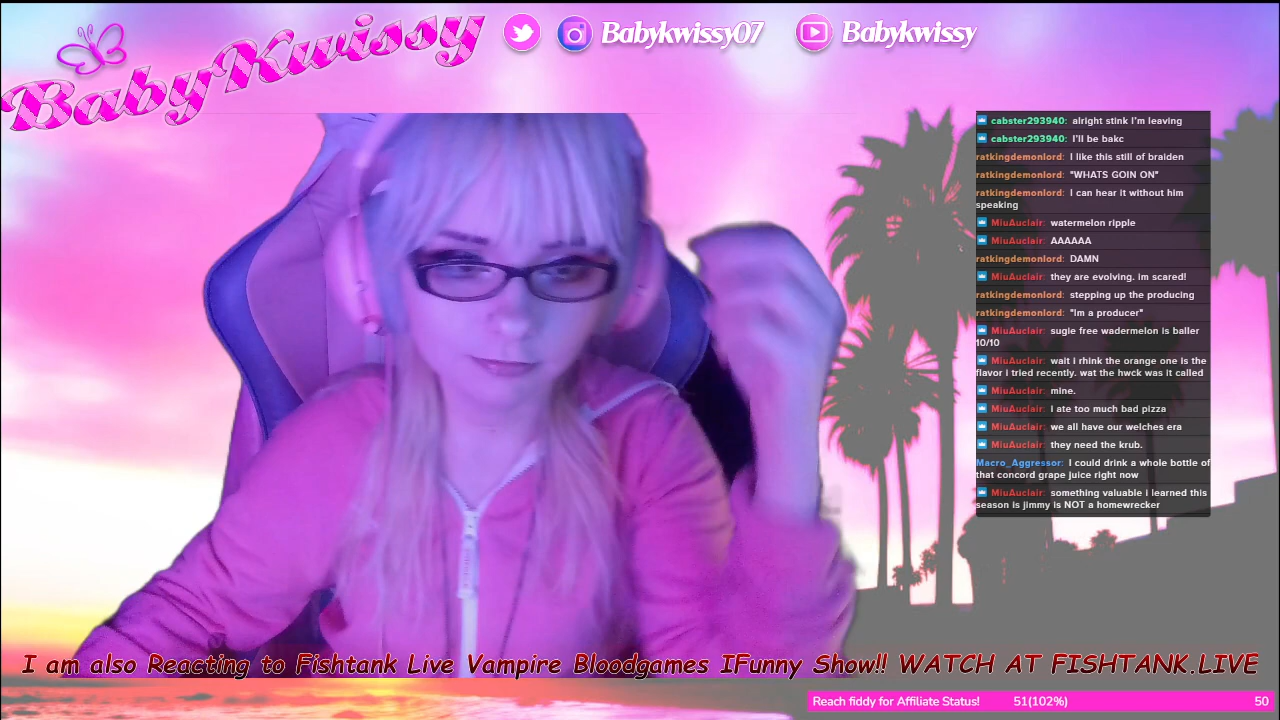 BabyKwissy
Babykwissy07
Babykwissy
cabster293940: alright stink I'm leaving
cabster293940: I'll be bakc
ratkingdemonlord: I like this still of braiden
ratkingdemonlord: "WHATS GOIN ON"
ratkingdemonlord: I can hear it without him
speaking
MiuAuclair: watermelon ripple
MiuAuclair: AAAAAA
ratkingdemonlord: DAMN
MiuAuclair: they are evolving. im scared!
ratkingdemonlord: stepping up the producing
ratkingdemonlord: "Im a producer"
MiuAuclair: sugie free wadermelon is baller
10/10
MiuAuclair: wait i rhink the orange one is the
flavor i tried recently. wat the hwck was it called
MiuAuclair: mine.
MiuAuclair: i ate too much bad pizza
MiuAuclair: we all have our welches era
MiuAuclair: they need the krub.
Macro_Aggressor: I could drink a whole bottle of
that concord grape juice right now
MiuAuclair: something valuable i learned this
season is jimmy is NOT a homewrecker
I am also Reacting to Fishtank Live Vampire Bloodgames IFunny Show!! WATCH AT FISHTANK.LIVE
Reach fiddy for Affiliate Status! 51(102%) 50